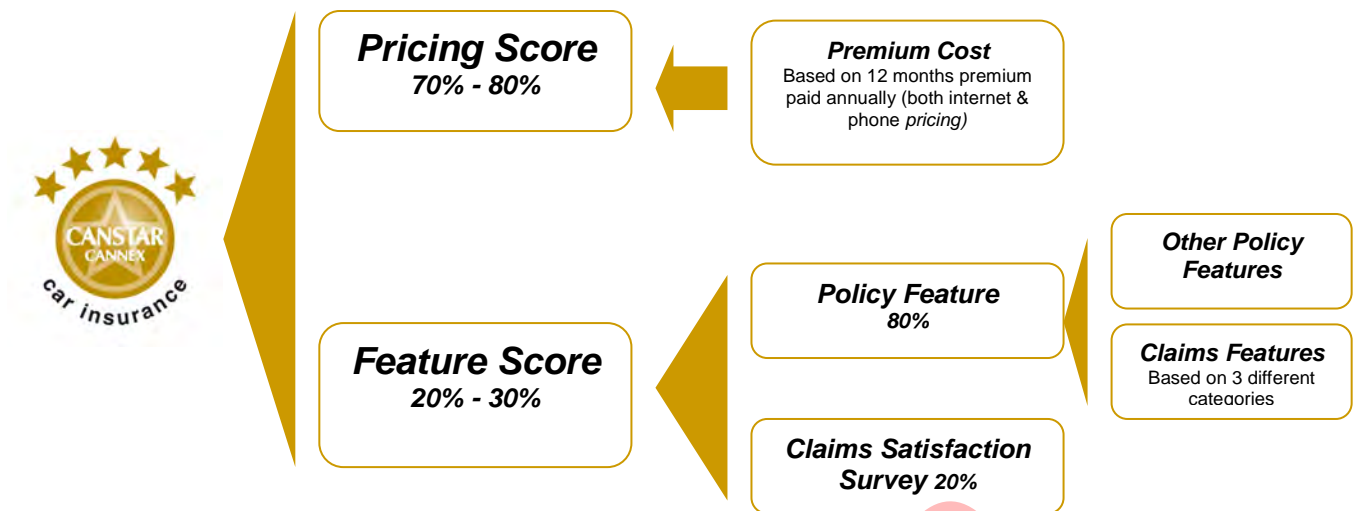 CANSTAR
CANNEX
car insurance
Pricing Score
70% - 80%
Premium Cost
Based on 12 months premium
paid annually (both internet &
phone pricing)
Feature Score
20% - 30%
Policy Feature
80%
Claims Satisfaction
Survey 20%
Other Policy
Features
Claims Features
Based on 3 different
categories